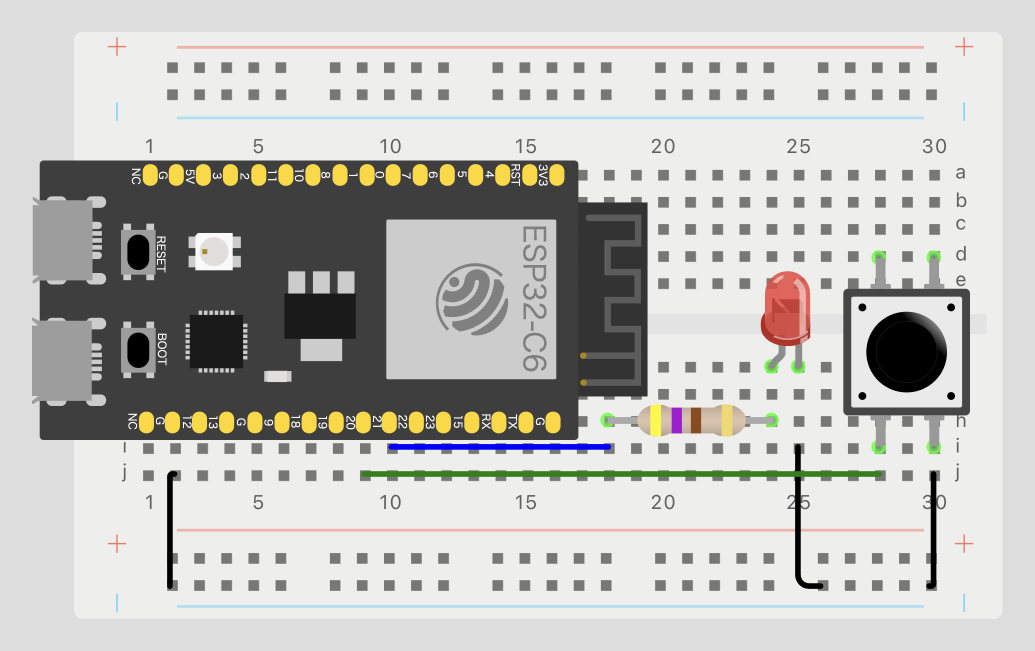 1 5 10 15 20 25 30
NC G 5V 3 2 11 10 8 1 0 7 6 5 4 RST 3V3
a
b
c
d
e
RESET
BOOT
ESP32-C6
NC G 12 13 G 9 18 19 20 21 22 23 15 RX TX G
h
i i
j j
1 5 10 15 20 25 30